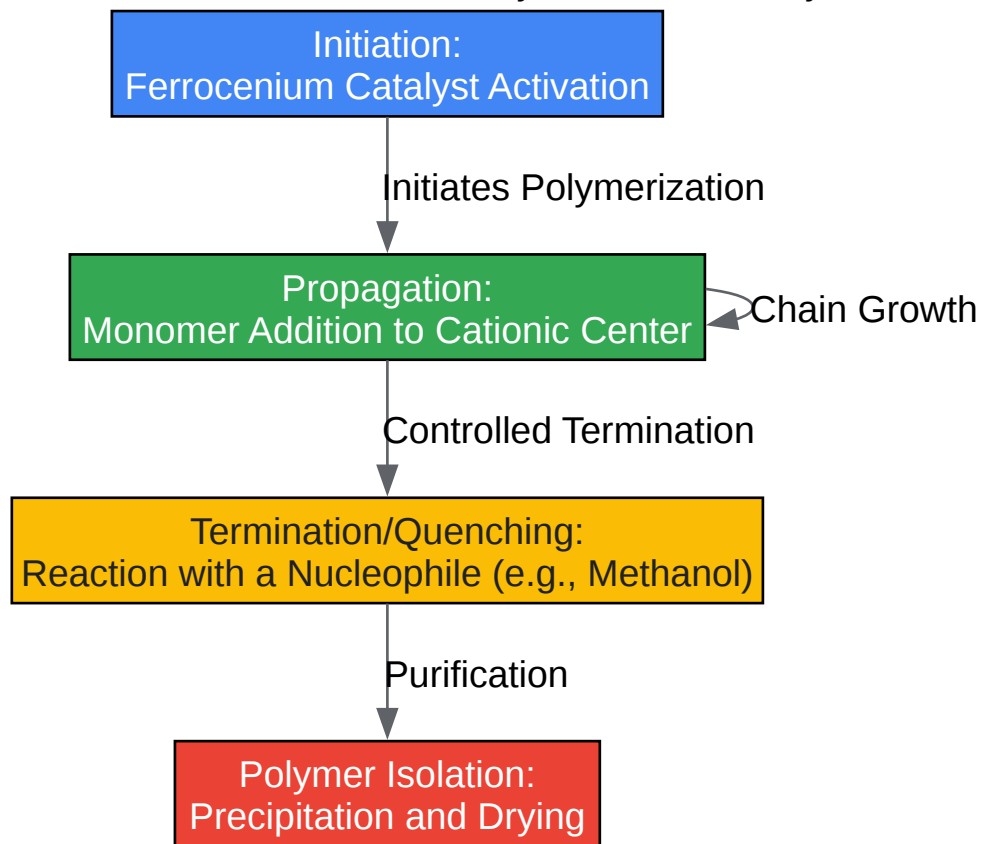 Initiation:
Ferrocenium Catalyst Activation
Initiates Polymerization
Propagation:
Monomer Addition to Cationic Center
Chain Growth
Controlled Termination
Termination/Quenching:
Reaction with a Nucleophile (e.g., Methanol)
Purification
Polymer Isolation:
Precipitation and Drying